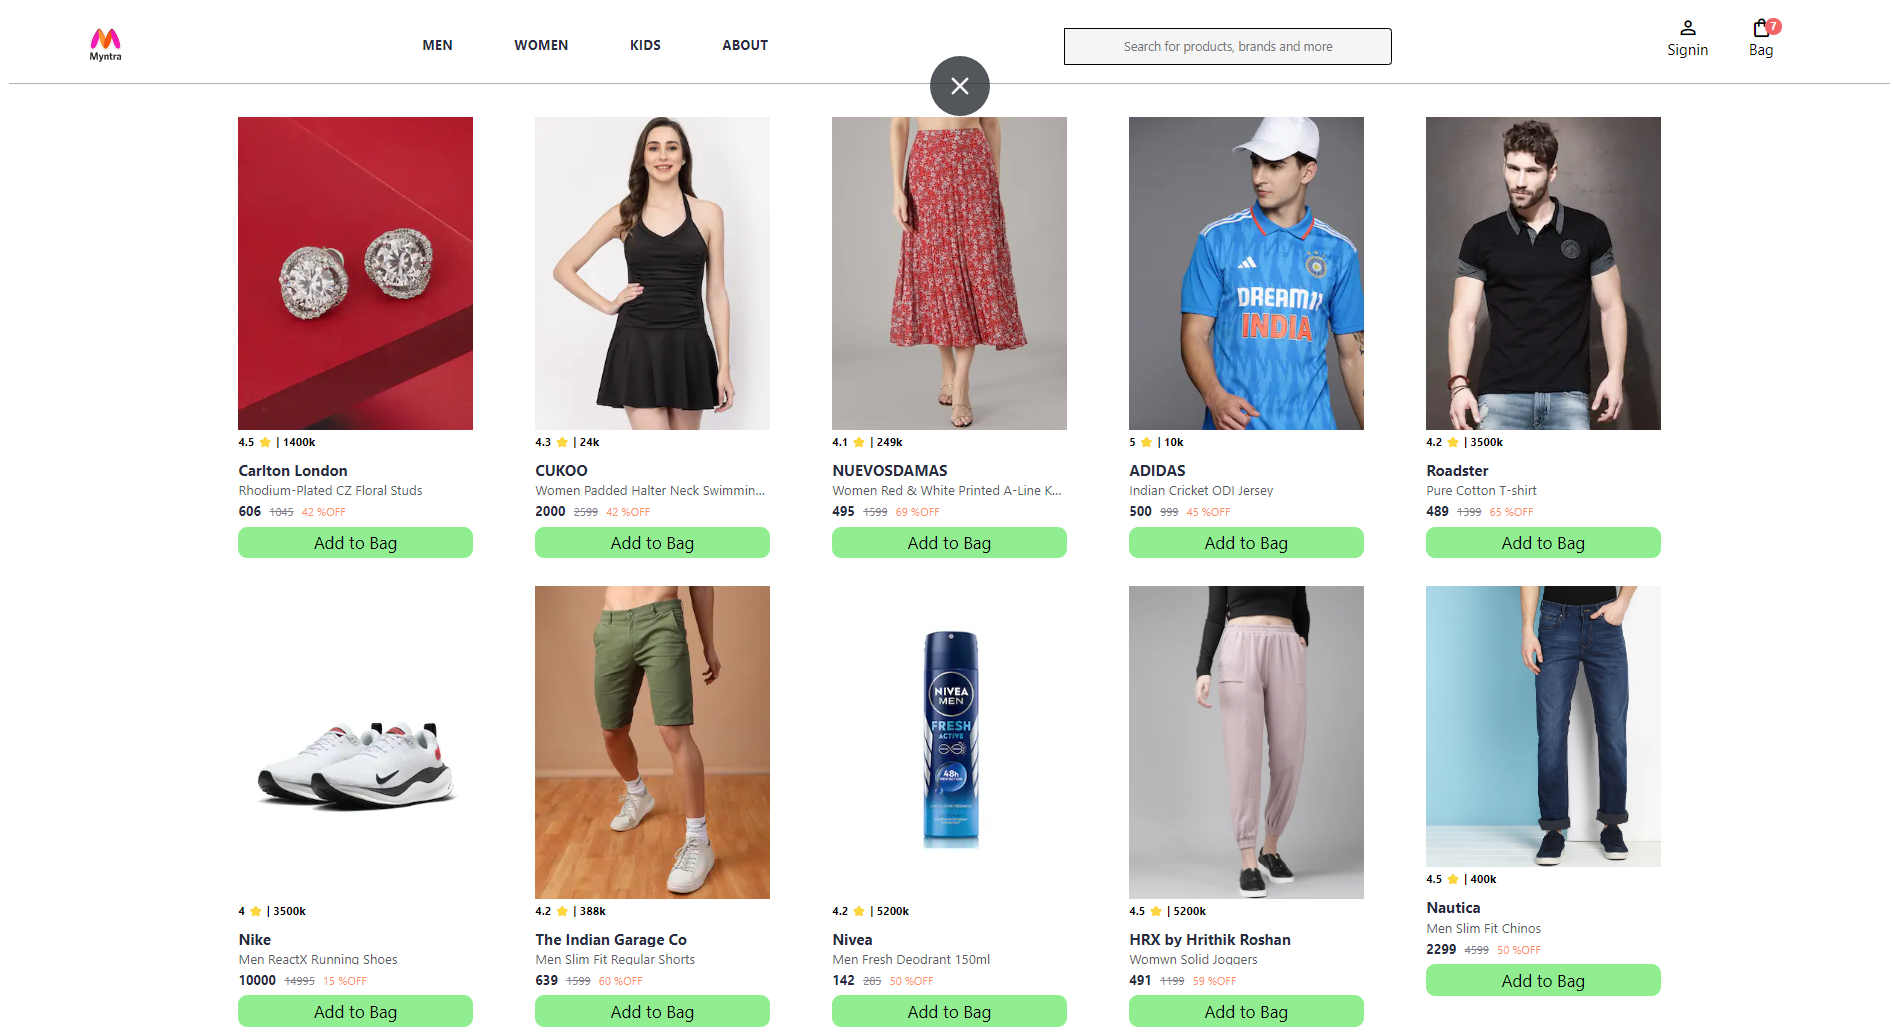 Myntra
MEN
WOMEN
KIDS
ABOUT
Search for products, brands and more
Signin
7
Bag
DREAM11
INDIA
4.5 | 1400k
Carlton London
Rhodium-Plated CZ Floral Studs
606 1045 42 %OFF
Add to Bag
4.3 | 24k
CUKOO
Women Padded Halter Neck Swimmin...
2000 2599 42 %OFF
Add to Bag
4.1 | 249k
NUEVOSDAMAS
Women Red & White Printed A-Line K...
495 1599 69 %OFF
Add to Bag
5 | 10k
ADIDAS
Indian Cricket ODI Jersey
500 999 45 %OFF
Add to Bag
4.2 | 3500k
Roadster
Pure Cotton T-shirt
489 1399 65 %OFF
Add to Bag
4 | 3500k
Nike
Men ReactX Running Shoes
10000 14995 15 %OFF
Add to Bag
4.2 | 388k
The Indian Garage Co
Men Slim Fit Regular Shorts
639 1599 60 %OFF
Add to Bag
NIVEA
MEN
FRESH
ACTIVE
48h
4.2 | 5200k
Nivea
Men Fresh Deodrant 150ml
142 285 50 %OFF
Add to Bag
4.5 | 5200k
HRX by Hrithik Roshan
Womwn Solid Joggers
491 1199 59 %OFF
Add to Bag
4.5 | 400k
Nautica
Men Slim Fit Chinos
2299 4599 50 %OFF
Add to Bag